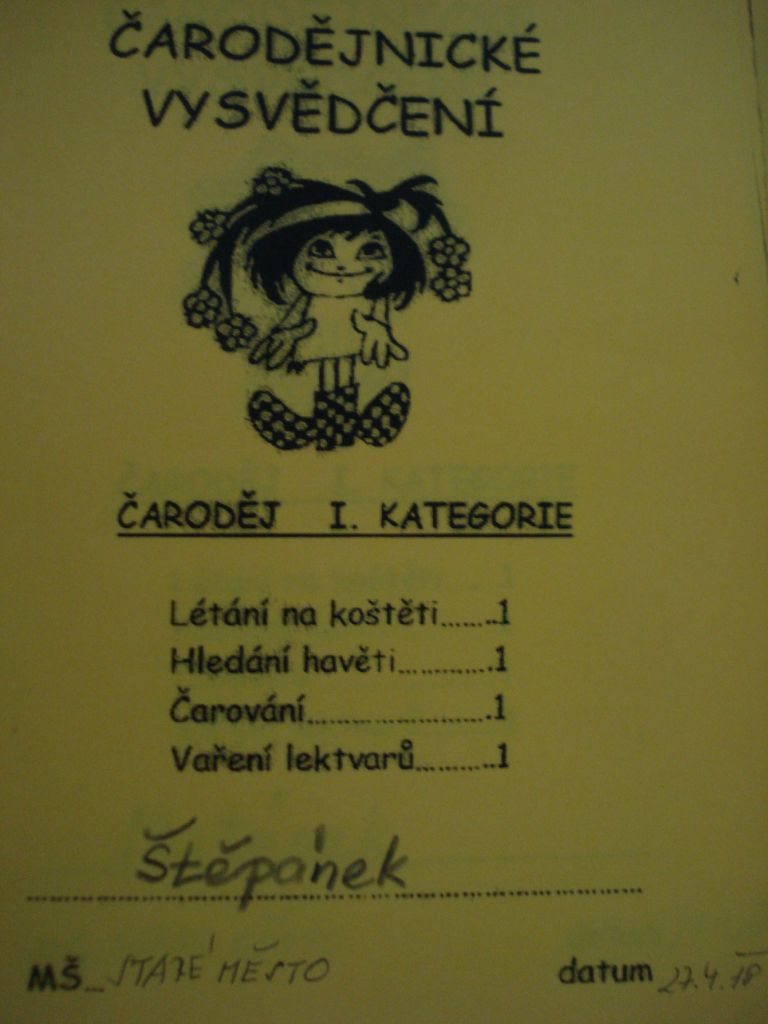 ČARODĚJNICKÉ
VYSVĚDČENÍ
ČARODĚJ I. KATEGORIE
Létání na koštěti........1
Hledání havěti.............1
Čarování.........................1
Vaření lektvarů...........1
Štěpánek
MŠ STARÉ MĚSTO datum 27.4.18